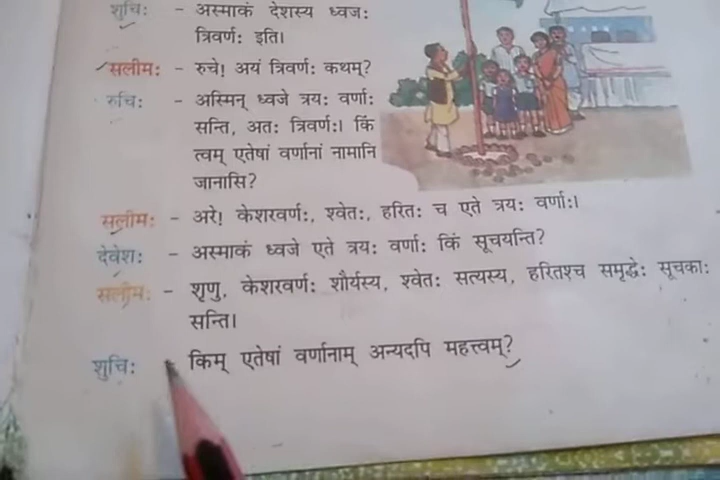 शुचिः - अस्माकं देशस्य ध्वजः
त्रिवर्णः इति।
सलीमः - रुचे! अयं त्रिवर्णः कथम्?
रुचिः - अस्मिन् ध्वजे त्रयः वर्णाः
सन्ति, अतः त्रिवर्णः। किं
त्वम् एतेषां वर्णानां नामानि
जानासि?
सलीमः - अरे! केशरवर्णः, श्वेतः, हरितः च एते त्रयः वर्णाः।
देवेशः - अस्माकं ध्वजे एते त्रयः वर्णाः किं सूचयन्ति?
सलीमः - शृणु, केशरवर्णः शौर्यस्य, श्वेतः सत्यस्य, हरितश्च समृद्धेः सूचकाः
सन्ति।
शुचिः - किम् एतेषां वर्णानाम् अन्यदपि महत्त्वम्?